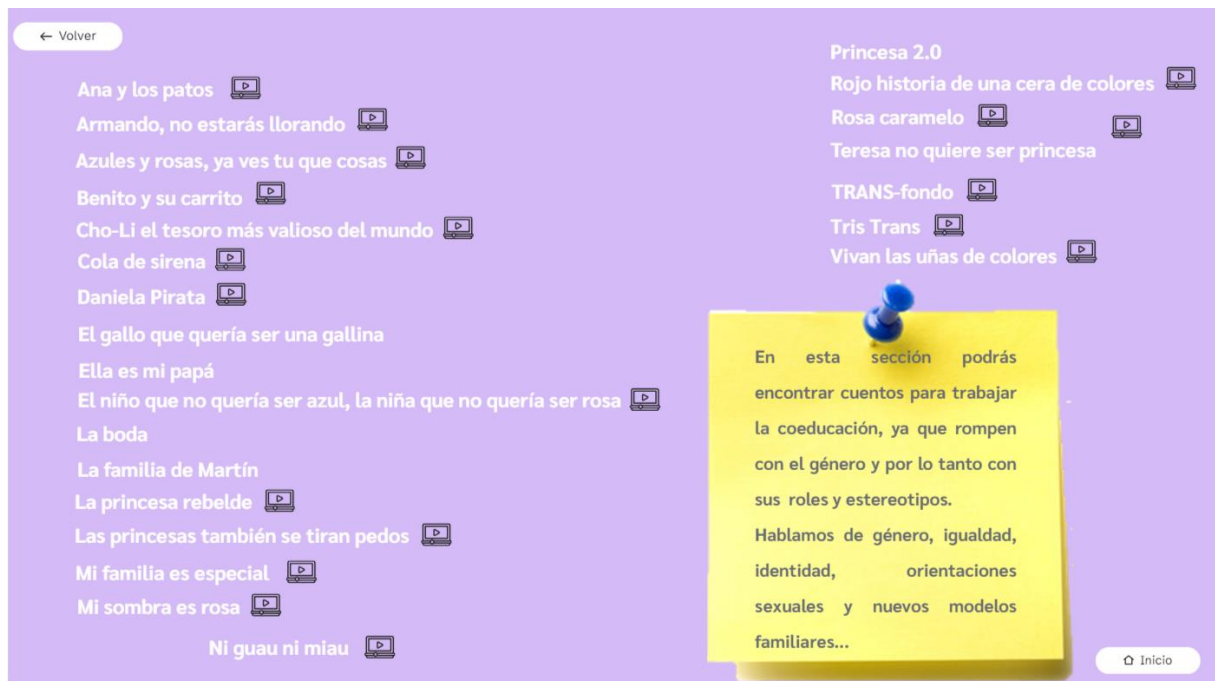 ← Volver
Ana y los patos
Armando, no estarás llorando
Azules y rosas, ya ves tu que cosas
Benito y su carrito
Cho-Li el tesoro más valioso del mundo
Cola de sirena
Daniela Pirata
El gallo que quería ser una gallina
Ella es mi papá
El niño que no quería ser azul, la niña que no quería ser rosa
La boda
La familia de Martín
La princesa rebelde
Las princesas también se tiran pedos
Mi familia es especial
Mi sombra es rosa
Ni guau ni miau
Princesa 2.0
Rojo historia de una cera de colores
Rosa caramelo
Teresa no quiere ser princesa
TRANS-fondo
Tris Trans
Vivan las uñas de colores
En esta sección podrás
encontrar cuentos para trabajar
la coeducación, ya que rompen
con el género y por lo tanto con
sus roles y estereotipos.
Hablamos de género, igualdad,
identidad, orientaciones
sexuales y nuevos modelos
familiares...
Inicio